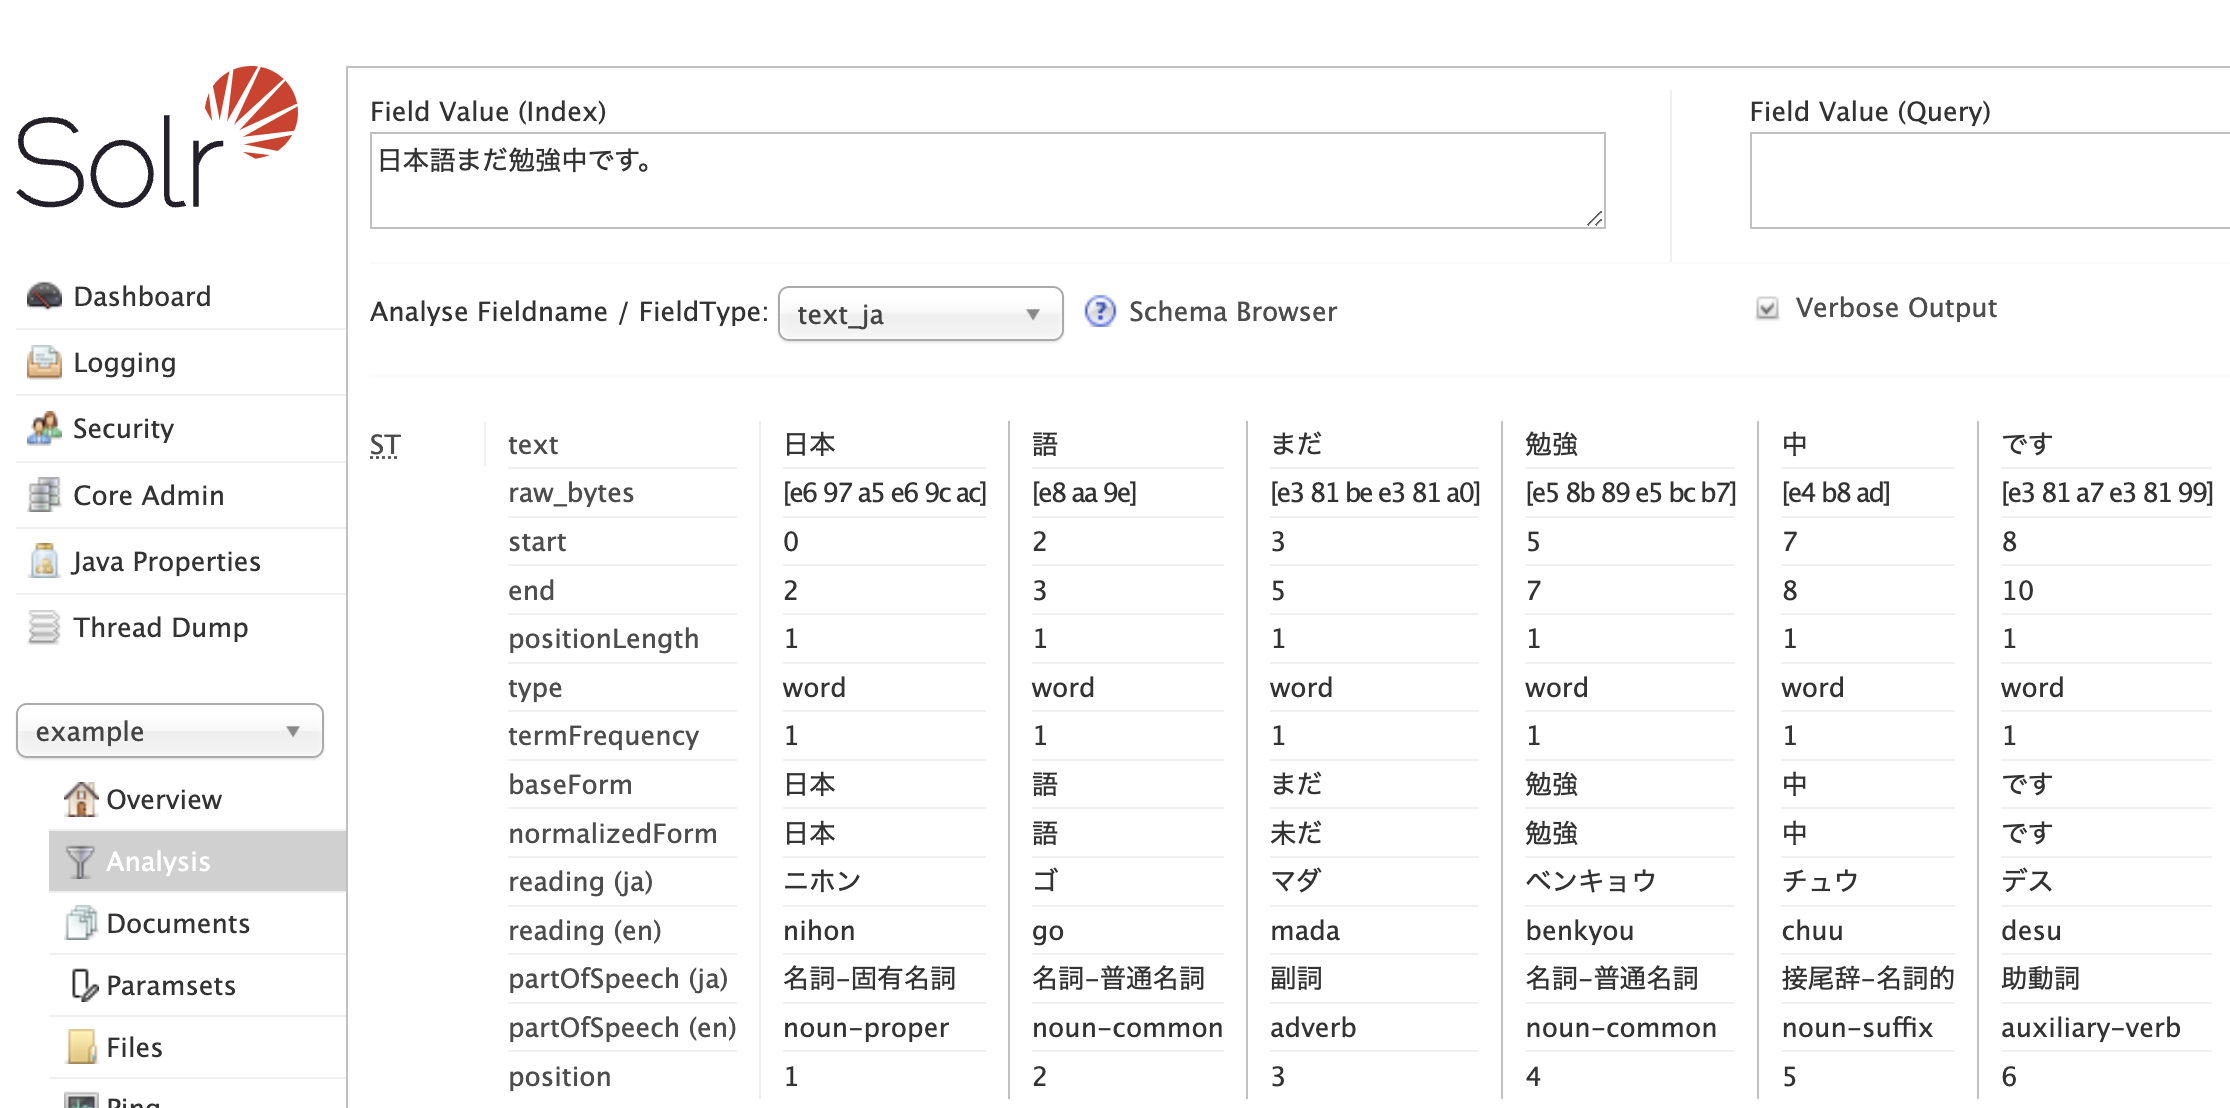 Solr
Field Value (Index)
Field Value (Query)
日本語まだ勉強中です。
Analyse Fieldname / FieldType: text_ja Schema Browser
Verbose Output
Dashboard
Logging
Security
Core Admin
Java Properties
Thread Dump
example
Overview
Analysis
Documents
Paramsets
Files
Ping
ST text 日本 語 まだ 勉強 中 です
raw_bytes [e6 97 a5 e6 9c ac] [e8 aa 9e] [e3 81 be e3 81 a0] [e5 8b 89 e5 bc b7] [e4 b8 ad] [e3 81 a7 e3 81 99]
start 0 2 3 5 7 8
end 2 3 5 7 8 10
positionLength 1 1 1 1 1 1
type word word word word word word
termFrequency 1 1 1 1 1 1
baseForm 日本 語 まだ 勉強 中 です
normalizedForm 日本 語 未だ 勉強 中 です
reading (ja) ニホン ゴ マダ ベンキョウ チュウ デス
reading (en) nihon go mada benkyou chuu desu
partOfSpeech (ja) 名詞-固有名詞 名詞-普通名詞 副詞 名詞-普通名詞 接尾辞-名詞的 助動詞
partOfSpeech (en) noun-proper noun-common adverb noun-common noun-suffix auxiliary-verb
position 1 2 3 4 5 6